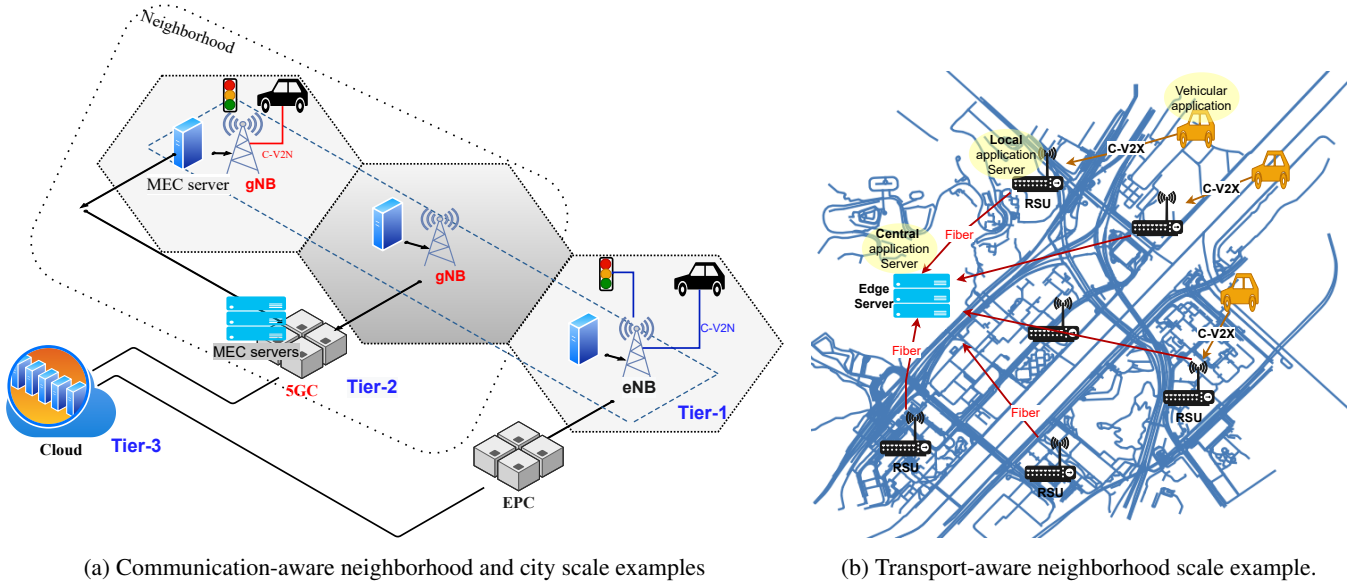 Neighborhood
C-V2N
MEC server
gNB
gNB
C-V2N
eNB
MEC servers
5GC
Tier-2
Tier-1
Cloud
Tier-3
EPC
(a) Communication-aware neighborhood and city scale examples
Vehicular
application
Local
application
Server
C-V2X
C-V2X
RSU
Fiber
Central
application
Server
Edge
Server
Fiber
C-V2X
Fiber
RSU
RSU
RSU
(b) Transport-aware neighborhood scale example.